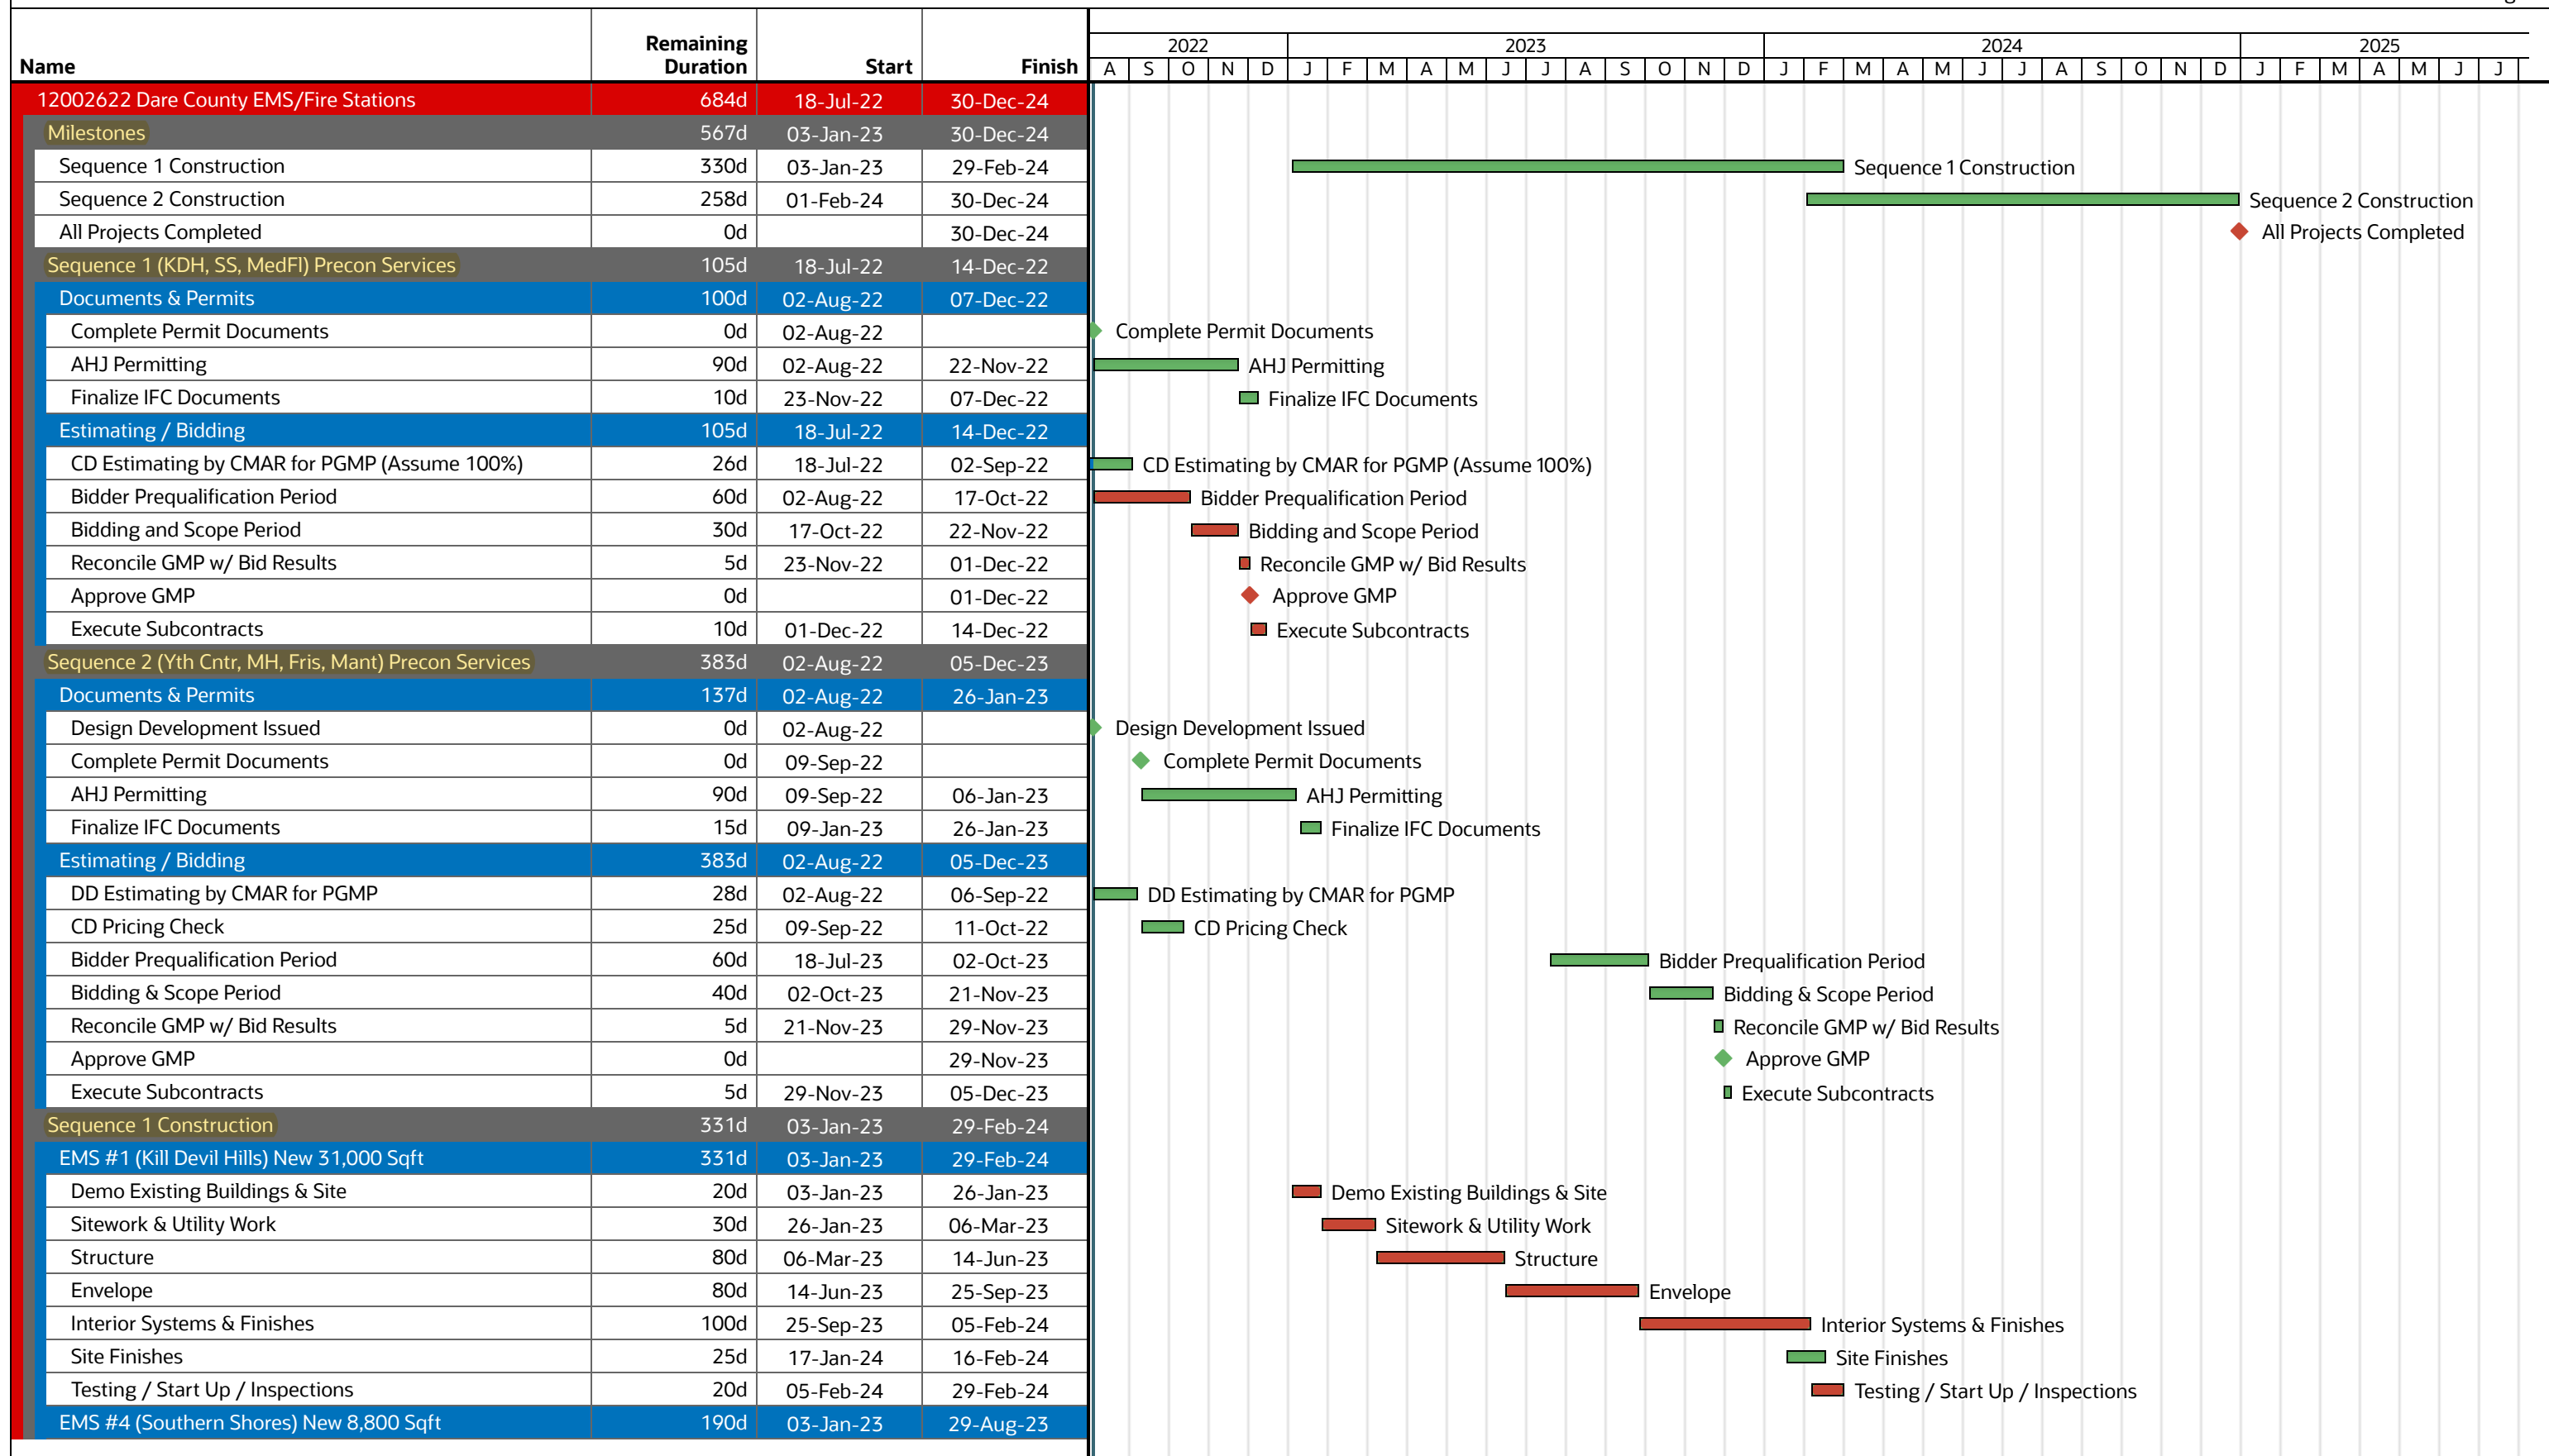 2022 2023 2024 2025
Name Remaining Duration Start Finish A S O N D J F M A M J J A S O N D J F M A M J J A S O N D J F M A M J J
12002622 Dare County EMS/Fire Stations 684d 18-Jul-22 30-Dec-24
Milestones 567d 03-Jan-23 30-Dec-24
Sequence 1 Construction 330d 03-Jan-23 29-Feb-24 Sequence 1 Construction
Sequence 2 Construction 258d 01-Feb-24 30-Dec-24 Sequence 2 Construction
All Projects Completed 0d 30-Dec-24 All Projects Completed
Sequence 1 (KDH, SS, MedFl) Precon Services 105d 18-Jul-22 14-Dec-22
Documents & Permits 100d 02-Aug-22 07-Dec-22
Complete Permit Documents 0d 02-Aug-22 Complete Permit Documents
AHJ Permitting 90d 02-Aug-22 22-Nov-22 AHJ Permitting
Finalize IFC Documents 10d 23-Nov-22 07-Dec-22 Finalize IFC Documents
Estimating / Bidding 105d 18-Jul-22 14-Dec-22
CD Estimating by CMAR for PGMP (Assume 100%) 26d 18-Jul-22 02-Sep-22 CD Estimating by CMAR for PGMP (Assume 100%)
Bidder Prequalification Period 60d 02-Aug-22 17-Oct-22 Bidder Prequalification Period
Bidding and Scope Period 30d 17-Oct-22 22-Nov-22 Bidding and Scope Period
Reconcile GMP w/ Bid Results 5d 23-Nov-22 01-Dec-22 Reconcile GMP w/ Bid Results
Approve GMP 0d 01-Dec-22 Approve GMP
Execute Subcontracts 10d 01-Dec-22 14-Dec-22 Execute Subcontracts
Sequence 2 (Yth Cntr, MH, Fris, Mant) Precon Services 383d 02-Aug-22 05-Dec-23
Documents & Permits 137d 02-Aug-22 26-Jan-23
Design Development Issued 0d 02-Aug-22 Design Development Issued
Complete Permit Documents 0d 09-Sep-22 Complete Permit Documents
AHJ Permitting 90d 09-Sep-22 06-Jan-23 AHJ Permitting
Finalize IFC Documents 15d 09-Jan-23 26-Jan-23 Finalize IFC Documents
Estimating / Bidding 383d 02-Aug-22 05-Dec-23
DD Estimating by CMAR for PGMP 28d 02-Aug-22 06-Sep-22 DD Estimating by CMAR for PGMP
CD Pricing Check 25d 09-Sep-22 11-Oct-22 CD Pricing Check
Bidder Prequalification Period 60d 18-Jul-23 02-Oct-23 Bidder Prequalification Period
Bidding & Scope Period 40d 02-Oct-23 21-Nov-23 Bidding & Scope Period
Reconcile GMP w/ Bid Results 5d 21-Nov-23 29-Nov-23 Reconcile GMP w/ Bid Results
Approve GMP 0d 29-Nov-23 Approve GMP
Execute Subcontracts 5d 29-Nov-23 05-Dec-23 Execute Subcontracts
Sequence 1 Construction 331d 03-Jan-23 29-Feb-24
EMS #1 (Kill Devil Hills) New 31,000 Sqft 331d 03-Jan-23 29-Feb-24
Demo Existing Buildings & Site 20d 03-Jan-23 26-Jan-23 Demo Existing Buildings & Site
Sitework & Utility Work 30d 26-Jan-23 06-Mar-23 Sitework & Utility Work
Structure 80d 06-Mar-23 14-Jun-23 Structure
Envelope 80d 14-Jun-23 25-Sep-23 Envelope
Interior Systems & Finishes 100d 25-Sep-23 05-Feb-24 Interior Systems & Finishes
Site Finishes 25d 17-Jan-24 16-Feb-24 Site Finishes
Testing / Start Up / Inspections 20d 05-Feb-24 29-Feb-24 Testing / Start Up / Inspections
EMS #4 (Southern Shores) New 8,800 Sqft 190d 03-Jan-23 29-Aug-23